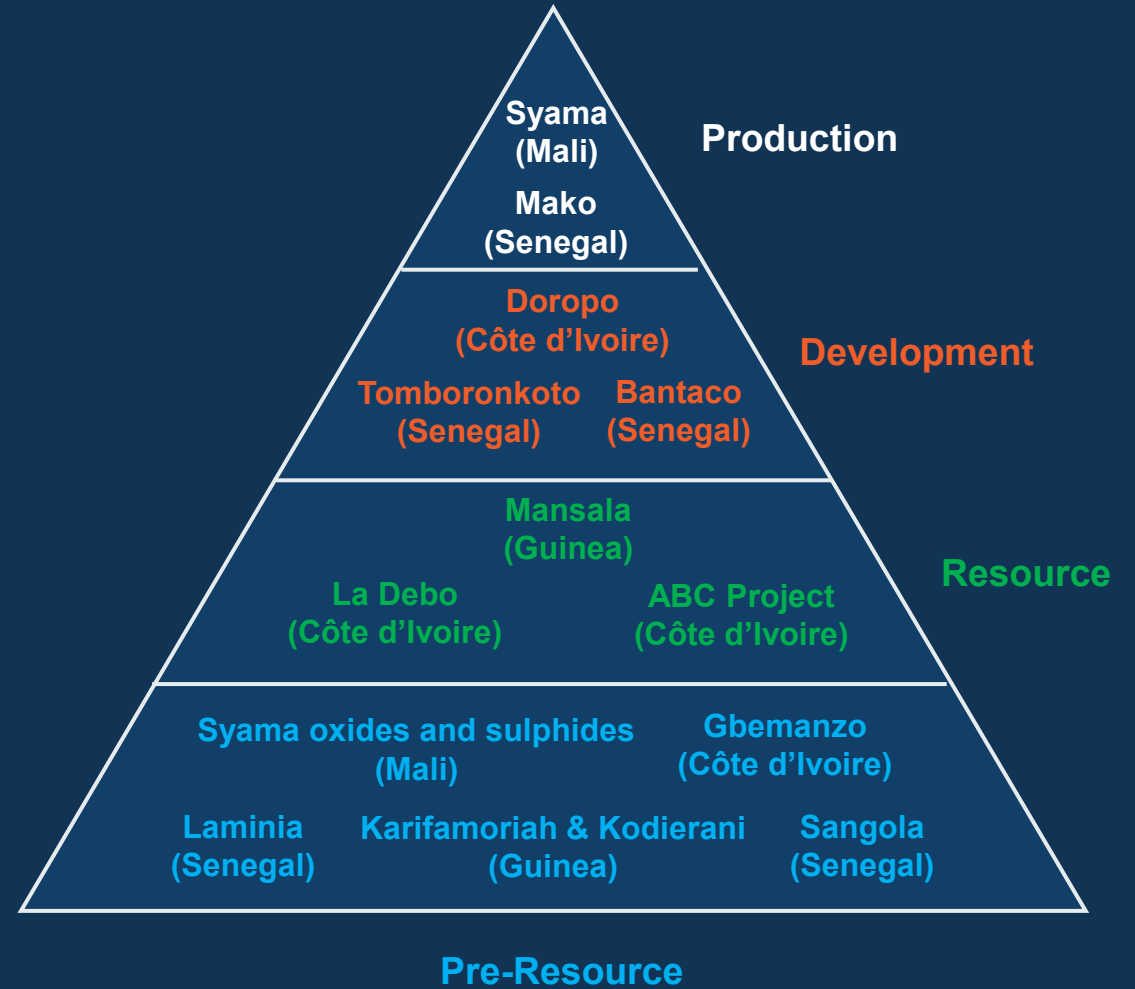 Syama
(Mali)
Production
Mako
(Senegal)
Doropo
(Côte d’Ivoire)
Development
Tomboronkoto
(Senegal)
Bantaco
(Senegal)
Mansala
(Guinea)
Resource
La Debo
(Côte d’Ivoire)
ABC Project
(Côte d’Ivoire)
Syama oxides and sulphides
(Mali)
Gbemanzo
(Côte d’Ivoire)
Laminia
(Senegal)
Karifamoriah & Kodierani
(Guinea)
Sangola
(Senegal)
Pre-Resource